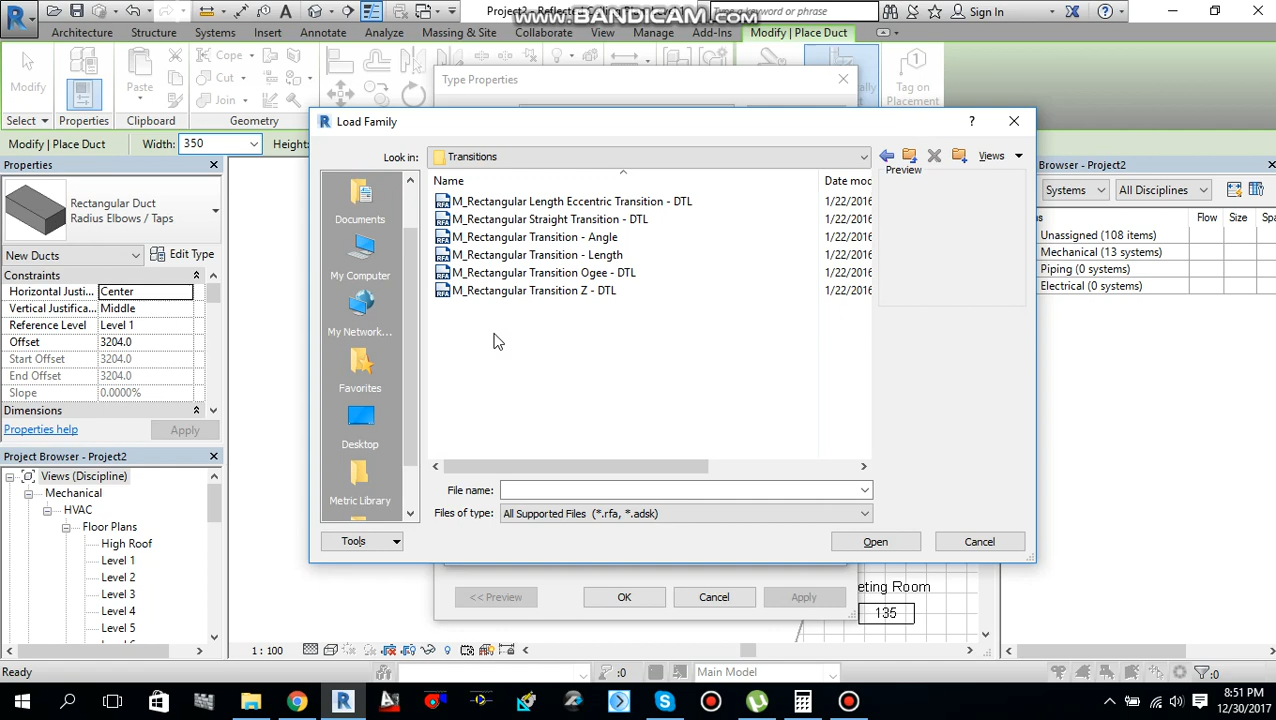 Project2 - Reflected Ceiling Pla
www.BANDICAM.com
word or phrase
Sign In
Architecture Structure Systems Insert Annotate Analyze Massing & Site Collaborate View Manage Add-Ins Modify | Place Duct
Modify
Paste
Cope
Cut
Join
Tag on
Placement
Select Properties Clipboard Geometry
Modify | Place Duct
Width: 350
Height:
Properties
Rectangular Duct
Radius Elbows / Taps
New Ducts
Edit Type
Constraints
Horizontal Justi... Center
Vertical Justifica... Middle
Reference Level Level 1
Offset 3204.0
Start Offset 3204.0
End Offset 3204.0
Slope 0.0000%
Dimensions
Properties help
Apply
Project Browser - Project2
Views (Discipline)
Mechanical
HVAC
Floor Plans
High Roof
Level 1
Level 2
Level 3
Level 4
Level 5
Type Properties
Load Family
Look in: Transitions
Views
Documents
My Computer
My Network...
Favorites
Desktop
Metric Library
Name
Date mod
M_Rectangular Length Eccentric Transition - DTL 1/22/2016
M_Rectangular Straight Transition - DTL 1/22/2016
M_Rectangular Transition - Angle 1/22/2016
M_Rectangular Transition - Length 1/22/2016
M_Rectangular Transition Ogee - DTL 1/22/2016
M_Rectangular Transition Z - DTL 1/22/2016
Preview
File name:
Files of type: All Supported Files (*.rfa, *.adsk)
Tools
Open
Cancel
<< Preview
OK
Cancel
Apply
Browser - Project2
Systems
All Disciplines
Flow Size
Unassigned (108 items)
Mechanical (13 systems)
Piping (0 systems)
Electrical (0 systems)
eting Room
135
1 : 100
Ready
:0
Main Model
:0
8:51 PM
12/30/2017